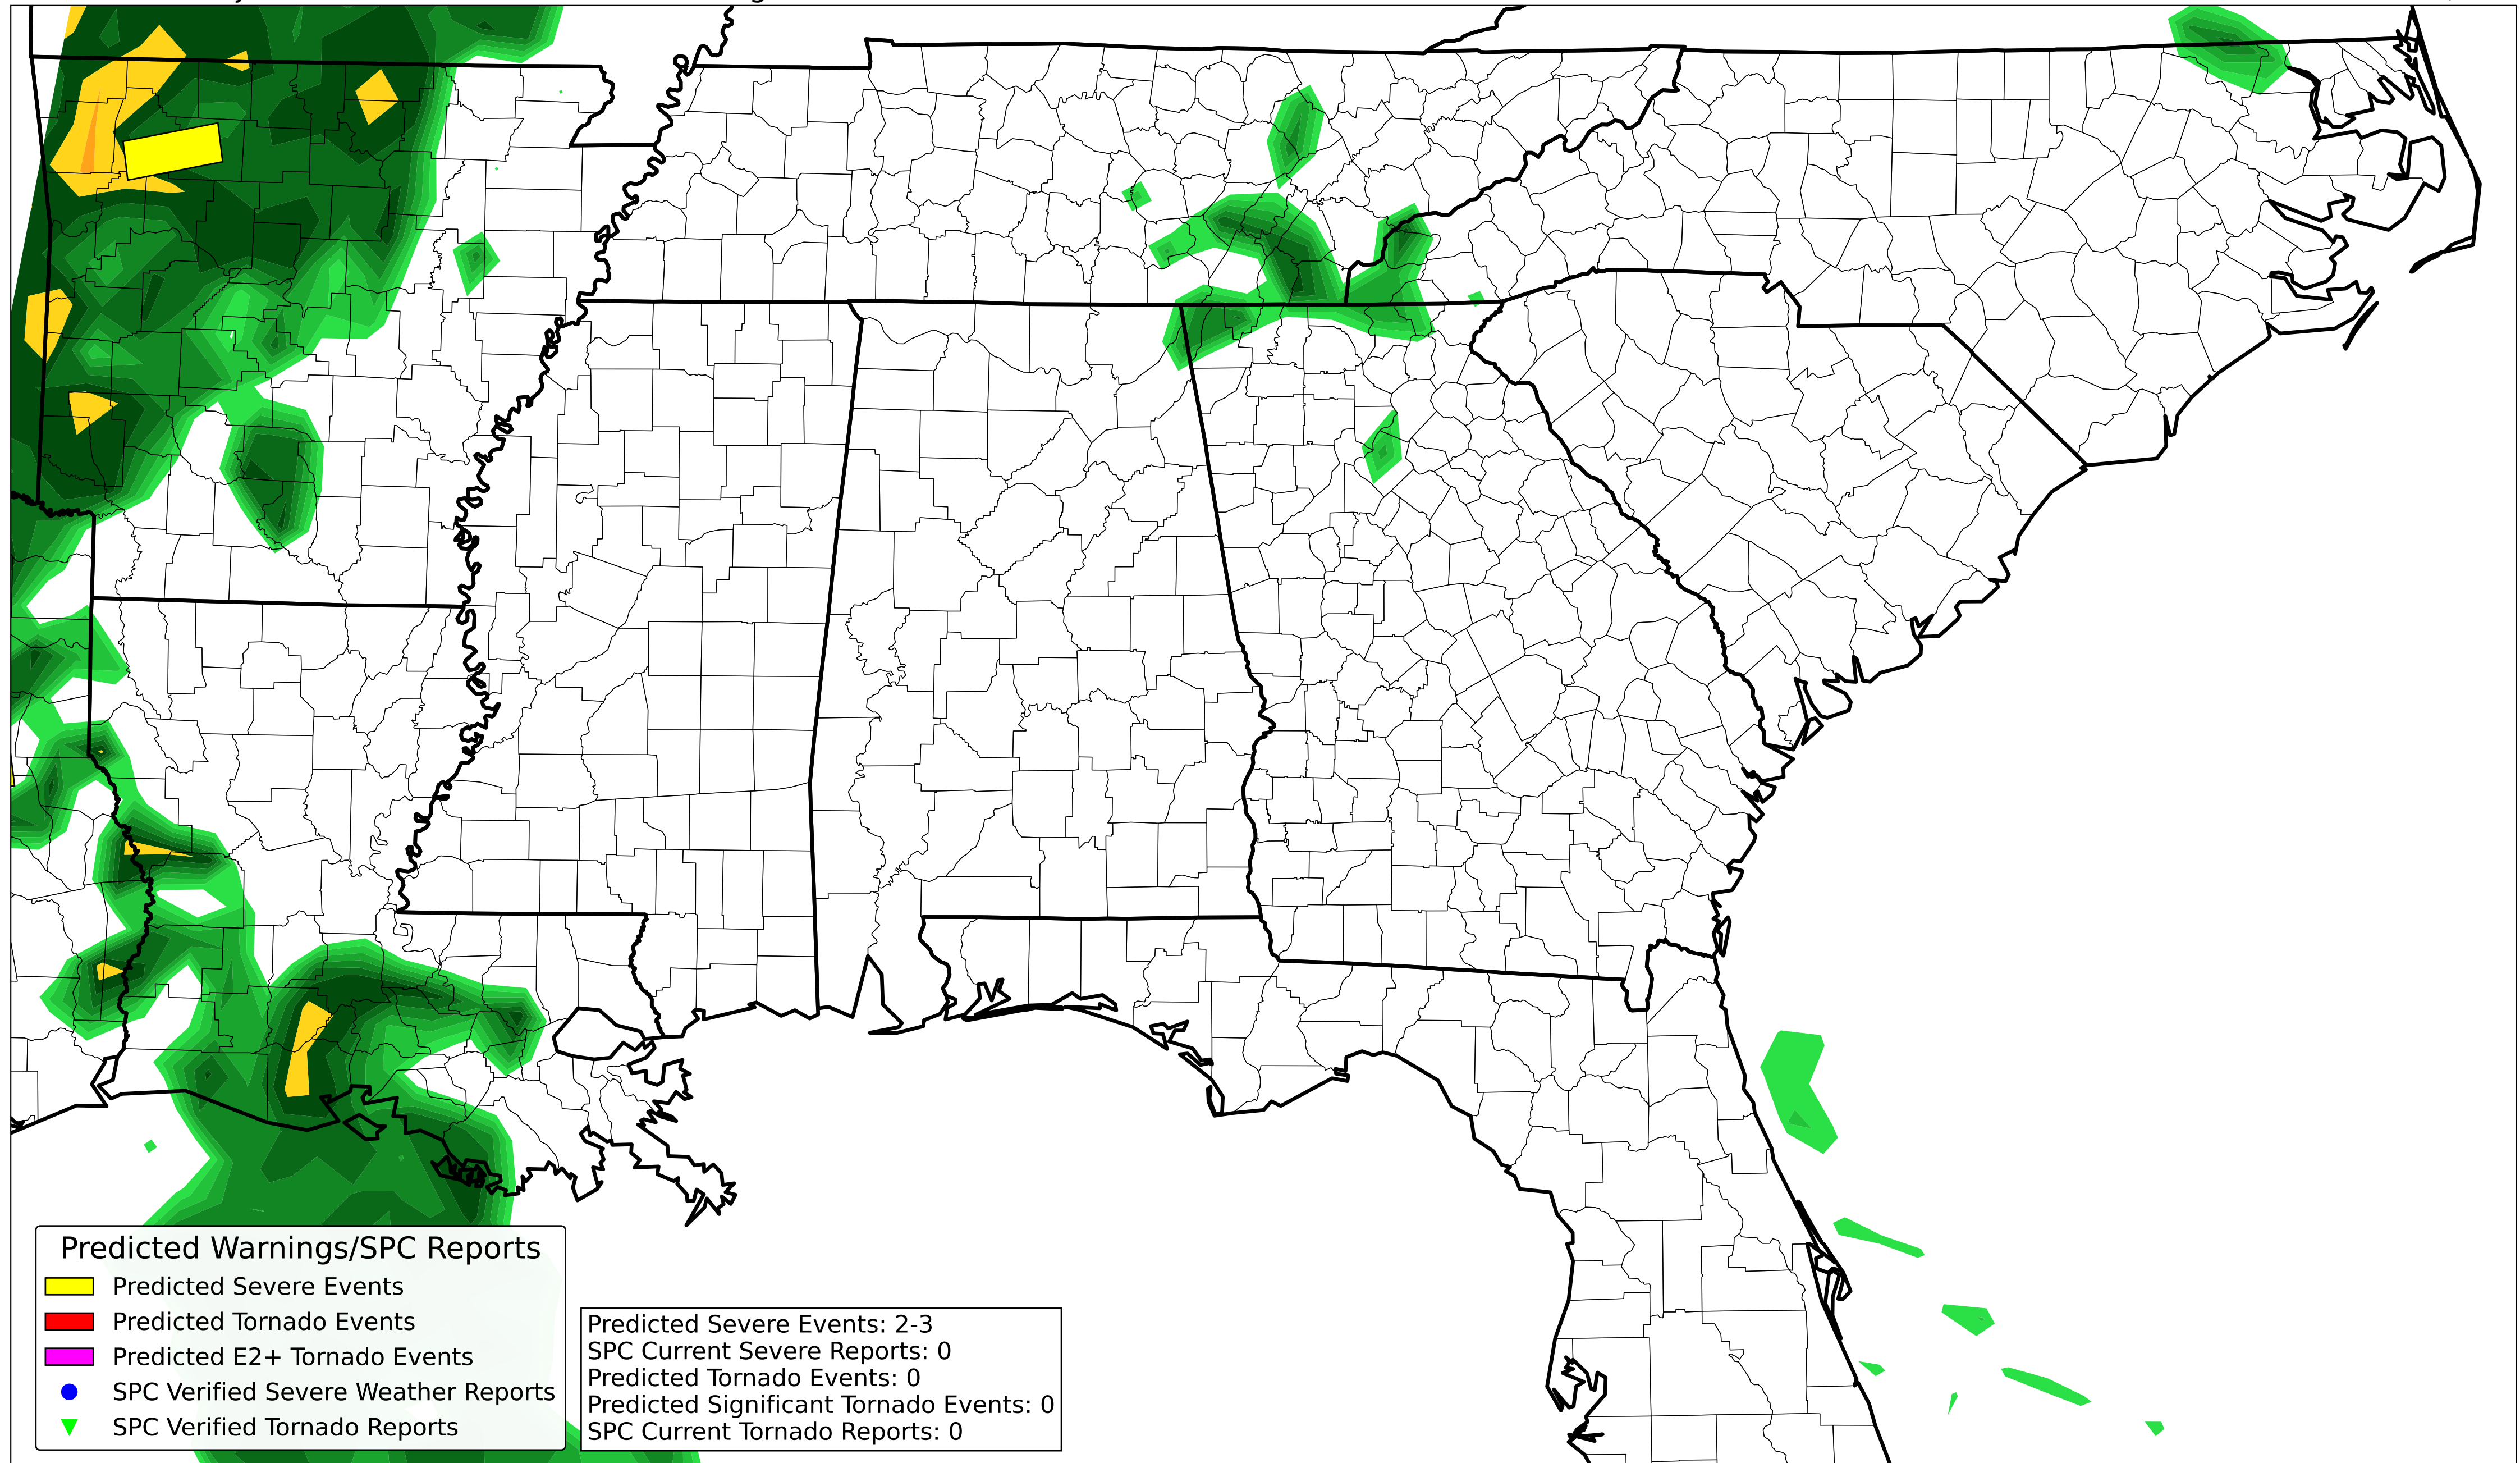 Predicted Warnings/SPC Reports
Predicted Severe Events
Predicted Tornado Events
Predicted E2+ Tornado Events
SPC Verified Severe Weather Reports
SPC Verified Tornado Reports
Predicted Severe Events: 2-3
SPC Current Severe Reports: 0
Predicted Tornado Events: 0
Predicted Significant Tornado Events: 0
SPC Current Tornado Reports: 0